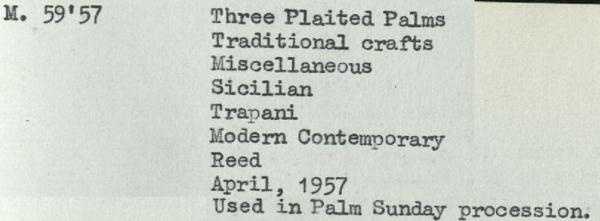 M. 59'57 Three Plaited Palms
Traditional crafts
Miscellaneous
Sicilian
Trapani
Modern Contemporary
Reed
April, 1957
Used in Palm Sunday procession.